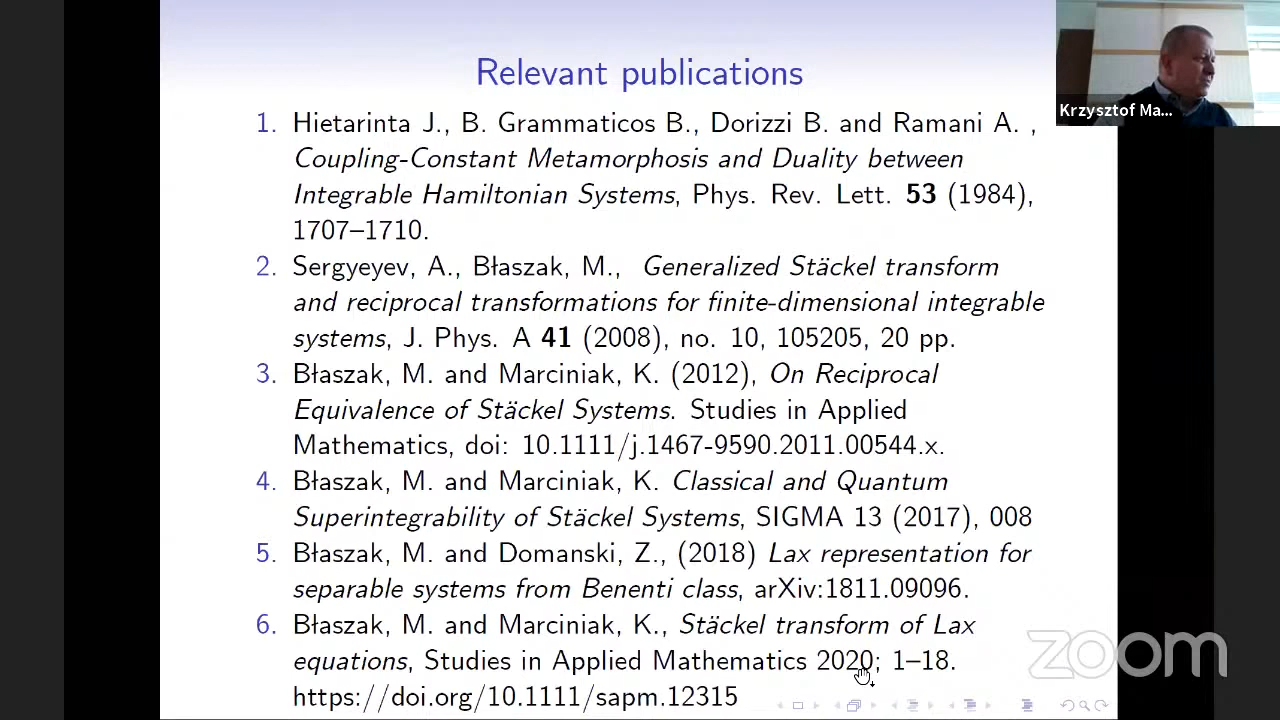 Relevant publications
1. Hietarinta J., B. Grammaticos B., Dorizzi B. and Ramani A. ,
Coupling-Constant Metamorphosis and Duality between
Integrable Hamiltonian Systems, Phys. Rev. Lett. 53 (1984),
1707–1710.
2. Sergyeyev, A., Błaszak, M., Generalized Stäckel transform
and reciprocal transformations for finite-dimensional integrable
systems, J. Phys. A 41 (2008), no. 10, 105205, 20 pp.
3. Błaszak, M. and Marciniak, K. (2012), On Reciprocal
Equivalence of Stäckel Systems. Studies in Applied
Mathematics, doi: 10.1111/j.1467-9590.2011.00544.x.
4. Błaszak, M. and Marciniak, K. Classical and Quantum
Superintegrability of Stäckel Systems, SIGMA 13 (2017), 008
5. Błaszak, M. and Domanski, Z., (2018) Lax representation for
separable systems from Benenti class, arXiv:1811.09096.
6. Błaszak, M. and Marciniak, K., Stäckel transform of Lax
equations, Studies in Applied Mathematics 2020; 1–18.
https://doi.org/10.1111/sapm.12315
Krzysztof Ma...
zoom